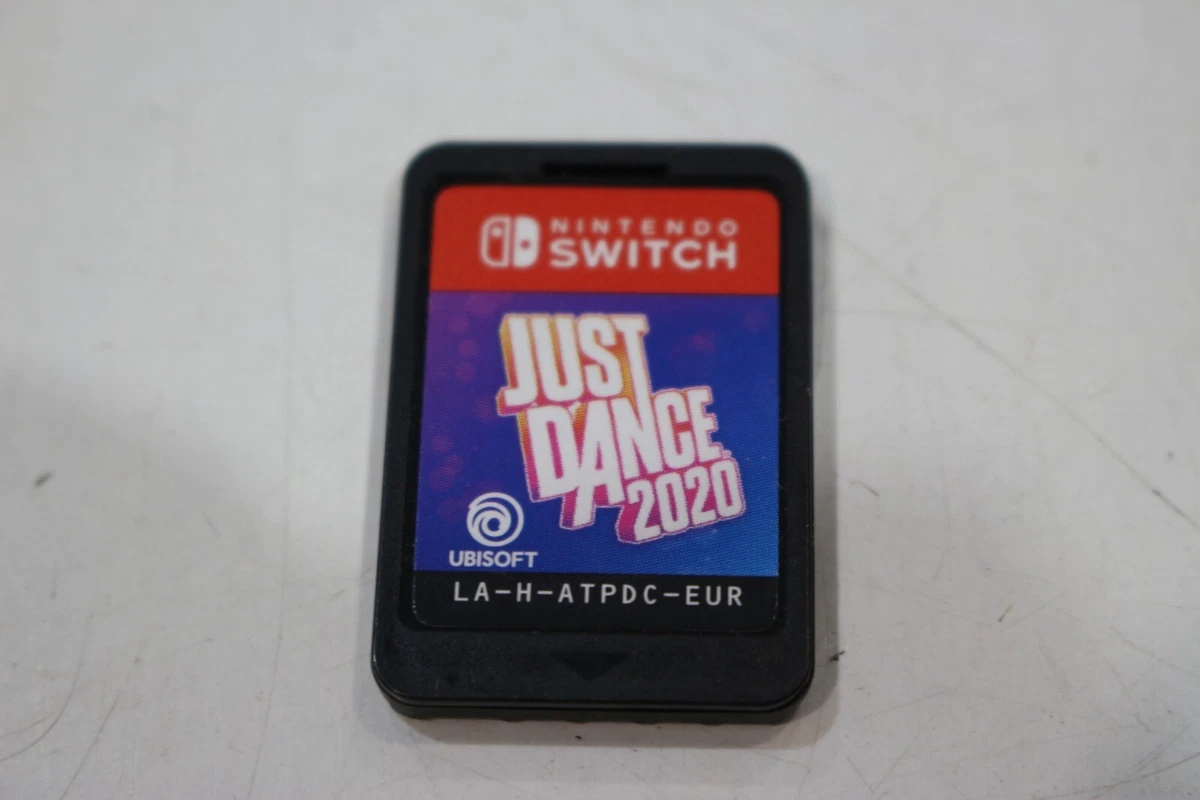 NINTENDO
SWITCH
JUST
DANCE
2020
UBISOFT
LA-H-ATPDC-EUR